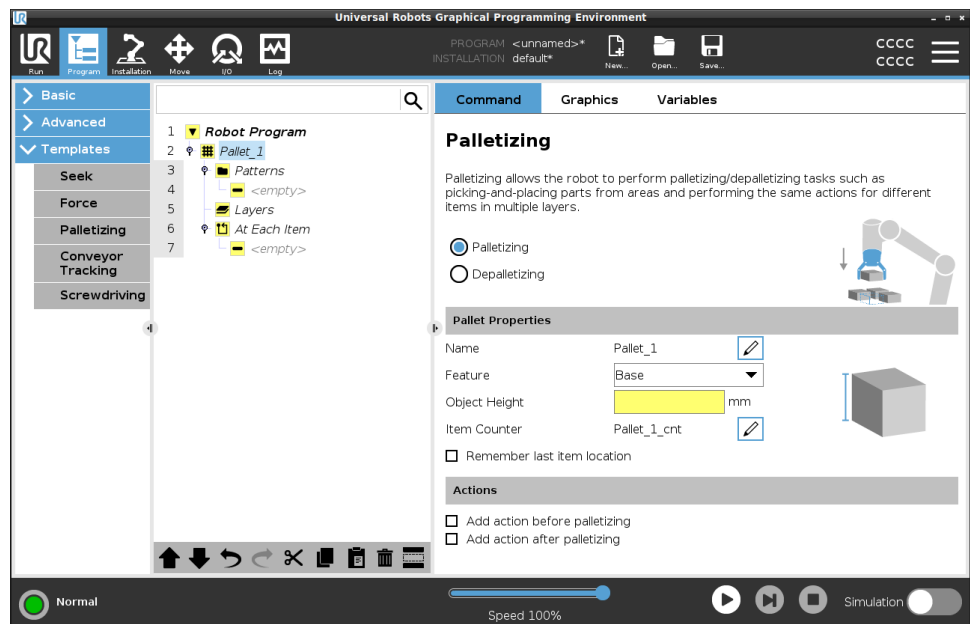 Universal Robots Graphical Programming Environment
UR
Run
Program
Installation
Move
I/O
Log
PROGRAM <unnamed>*
INSTALLATION default*
New...
Open...
Save...
CCCC
CCCC
Basic
Advanced
Templates
Seek
Force
Palletizing
Conveyor
Tracking
Screwdriving
1 Robot Program
2 Pallet_1
3 Patterns
4 <empty>
5 Layers
6 At Each Item
7 <empty>
Command Graphics Variables
Palletizing
Palletizing allows the robot to perform palletizing/depalletizing tasks such as
picking-and-placing parts from areas and performing the same actions for different
items in multiple layers.
Palletizing
Depalletizing
Pallet Properties
Name Pallet_1
Feature Base
Object Height mm
Item Counter Pallet_1_cnt
Remember last item location
Actions
Add action before palletizing
Add action after palletizing
Normal
Speed 100%
Simulation